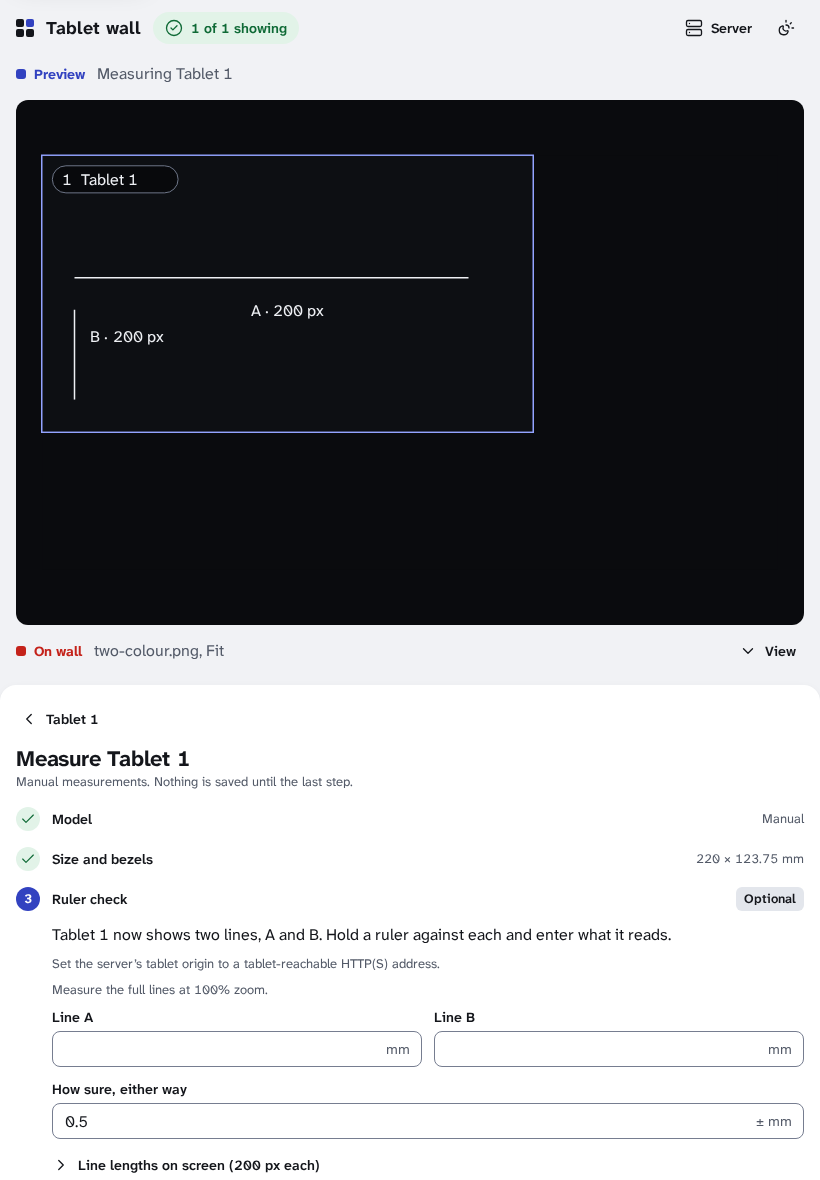 Tablet wall
1 of 1 showing
Server
Preview Measuring Tablet 1
1 Tablet 1
A · 200 px
B · 200 px
On wall two-colour.png, Fit
View
Tablet 1
Measure Tablet 1
Manual measurements. Nothing is saved until the last step.
Model Manual
Size and bezels 220 × 123.75 mm
3 Ruler check Optional
Tablet 1 now shows two lines, A and B. Hold a ruler against each and enter what it reads.
Set the server's tablet origin to a tablet-reachable HTTP(S) address.
Measure the full lines at 100% zoom.
Line A Line B
mm mm
How sure, either way
0.5 ± mm
Line lengths on screen (200 px each)